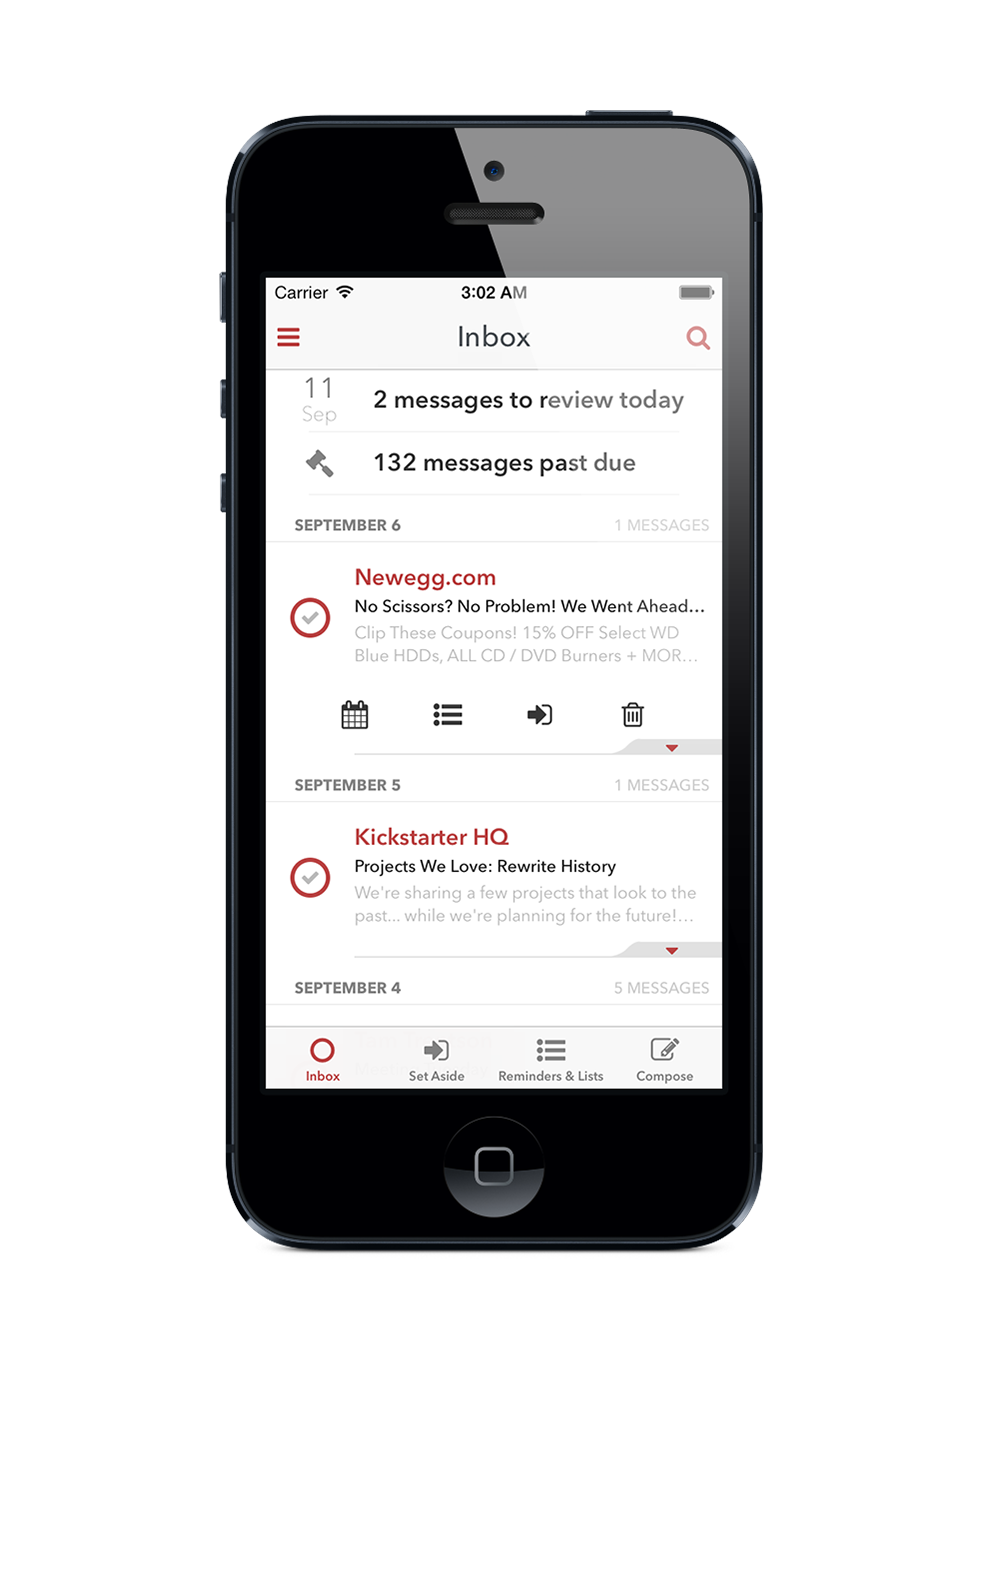 Carrier 3:02 AM
Inbox
11
Sep
2 messages to review today
132 messages past due
SEPTEMBER 6 1 MESSAGES
Newegg.com
No Scissors? No Problem! We Went Ahead...
Clip These Coupons! 15% OFF Select WD
Blue HDDs, ALL CD / DVD Burners + MOR...
SEPTEMBER 5 1 MESSAGES
Kickstarter HQ
Projects We Love: Rewrite History
We're sharing a few projects that look to the
past... while we're planning for the future!...
SEPTEMBER 4 5 MESSAGES
Inbox Set Aside Reminders & Lists Compose